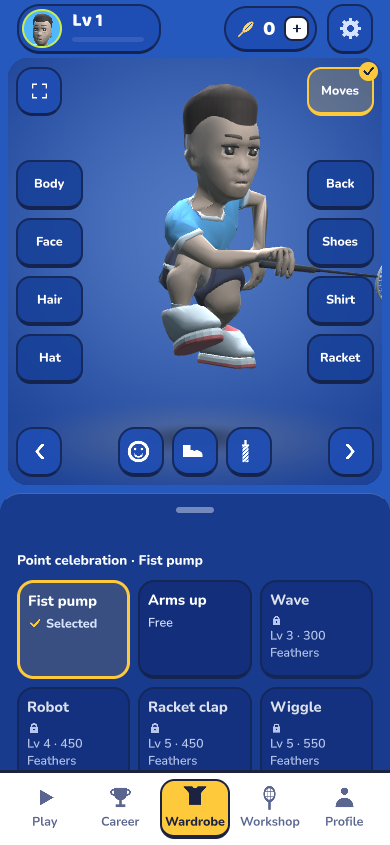 Lv 1
0
+
Moves
Body
Back
Face
Shoes
Hair
Shirt
Hat
Racket
Point celebration · Fist pump
Fist pump
Selected
Arms up
Free
Wave
Lv 3 · 300
Feathers
Robot
Lv 4 · 450
Feathers
Racket clap
Lv 5 · 450
Feathers
Wiggle
Lv 5 · 550
Feathers
Play
Career
Wardrobe
Workshop
Profile